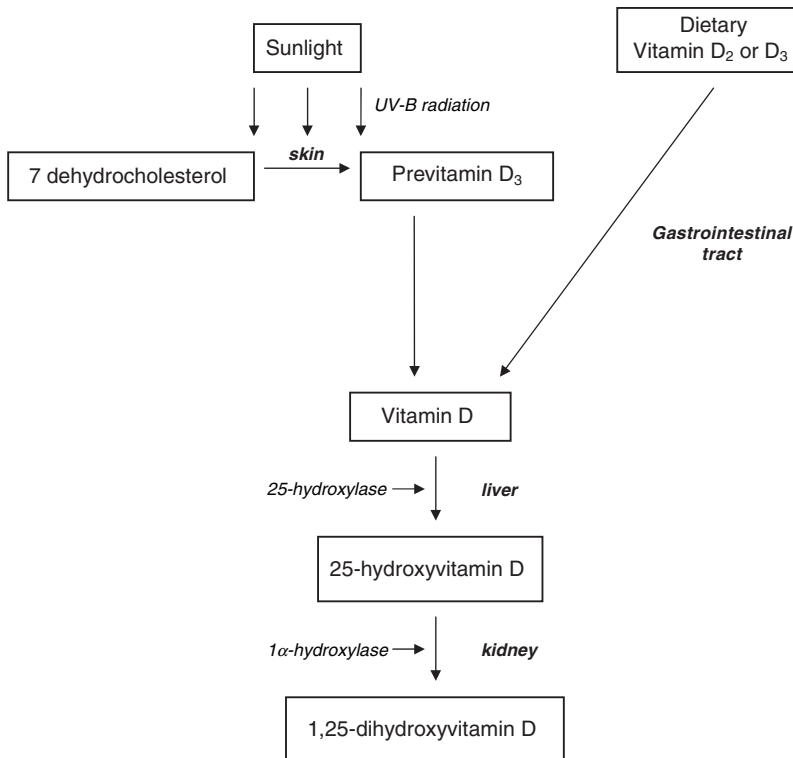 Sunlight
Dietary
Vitamin D₂ or D₃
UV-B radiation
7 dehydrocholesterol
skin
Previtamin D₃
Gastrointestinal
tract
Vitamin D
25-hydroxylase
liver
25-hydroxyvitamin D
1α-hydroxylase
kidney
1,25-dihydroxyvitamin D